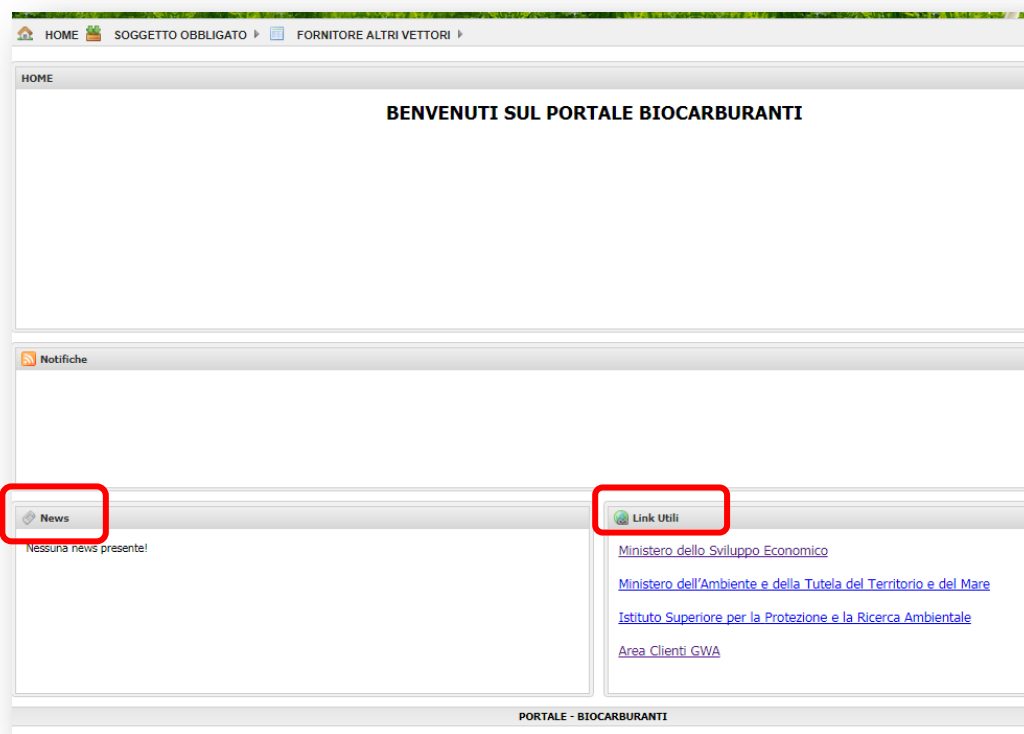 HOME SOGGETTO OBBLIGATO FORNITORE ALTRI VETTORI
HOME
BENVENUTI SUL PORTALE BIOCARBURANTI
Notifiche
News
Nessuna news presente!
Link Utili
Ministero dello Sviluppo Economico
Ministero dell'Ambiente e della Tutela del Territorio e del Mare
Istituto Superiore per la Protezione e la Ricerca Ambientale
Area Clienti GWA
PORTALE - BIOCARBURANTI